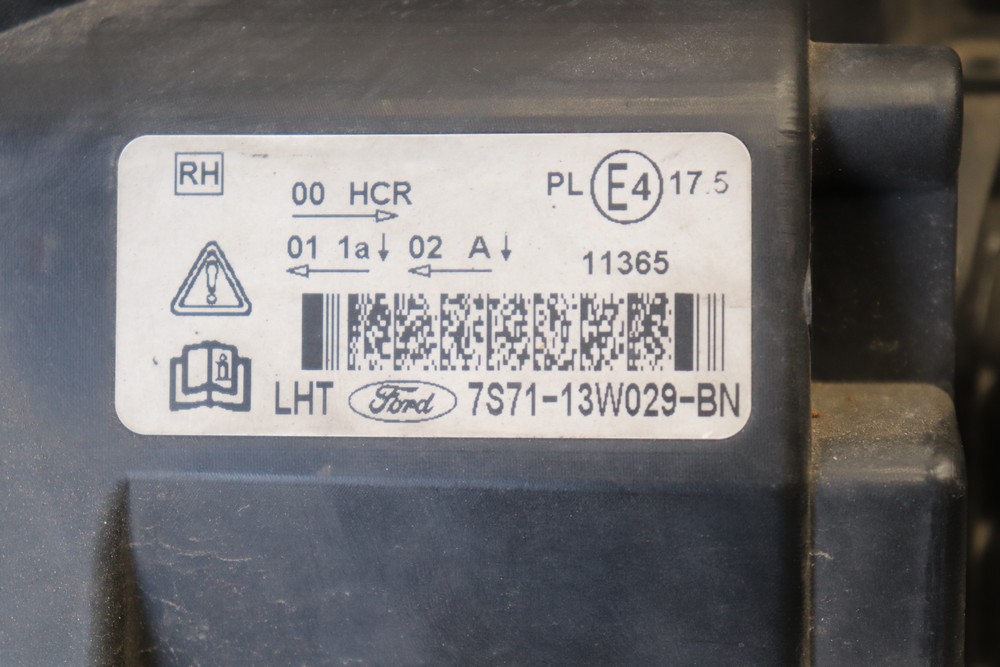 RH
00 HCR
PL E4 17.5
01 1a 02 A
11365
LHT Ford 7S71-13W029-BN